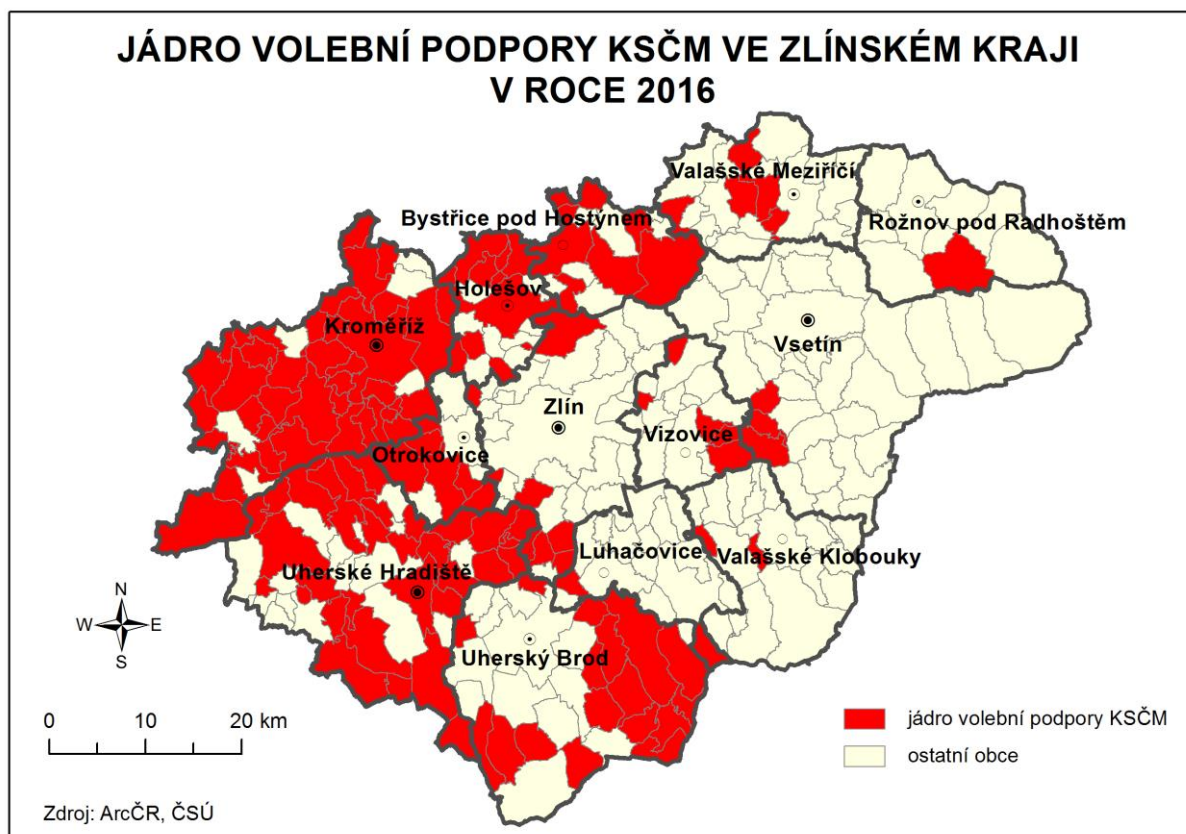 JÁDRO VOLEBNÍ PODPORY KSČM VE ZLÍNSKÉM KRAJI
V ROCE 2016
Valašské Meziříčí
Bystřice pod Hostýnem
Rožnov pod Radhoštěm
Holešov
Kroměříž
Vsetín
Zlín
Vizovice
Otrokovice
Luhačovice
Valašské Klobouky
Uherské Hradiště
Uherský Brod
N
W E
S
0 10 20 km
jádro volební podpory KSČM
ostatní obce
Zdroj: ArcČR, ČSÚ